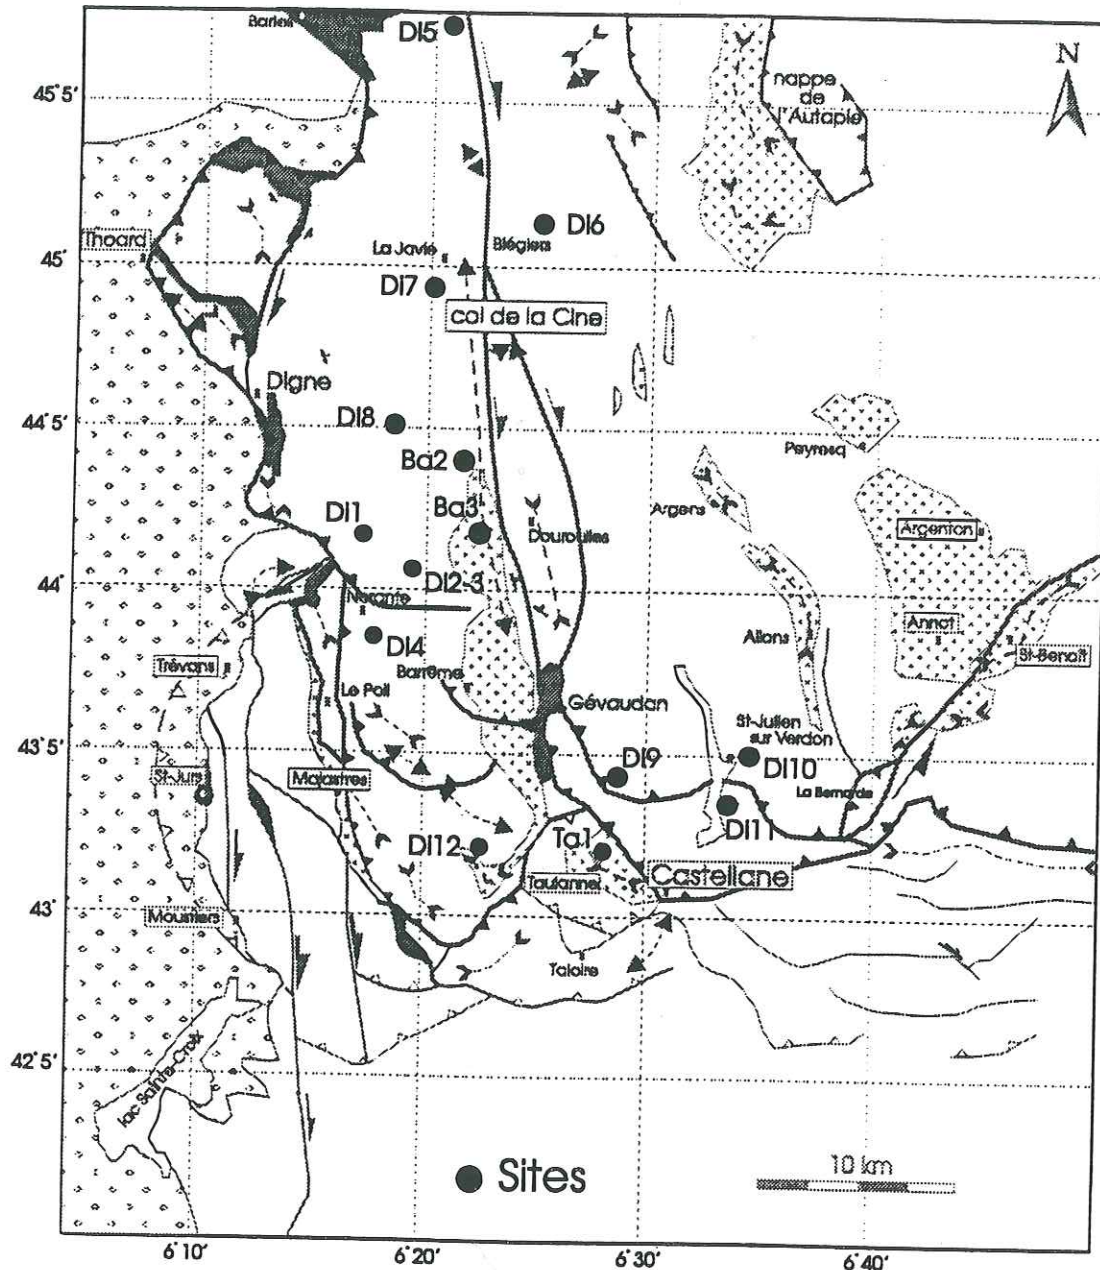 Barles
DI5
N
45˚5'
nappe
de
l'Autapie
DI6
Thoard
La Javie
Blégiers
45˚
DI7
col de la Cine
Digne
44˚5'
DI8
Peyresq
Ba2
Argens
DI1
Ba3
Douroulles
Argenton
DI2-3
44˚
Norante
Annot
DI4
Allons
St-Benoît
Trévans
Barrême
Le Poil
Gévaudan
43˚5'
St-Julien
sur Verdon
St-Jurs
Majastres
DI9
DI10
La Bernarde
DI11
DI12
Ta1
Taulanne
Castellane
43˚
Moustiers
Taloire
42˚5'
lac Sainte-Croix
10 km
Sites
6˚10'
6˚20'
6˚30'
6˚40'